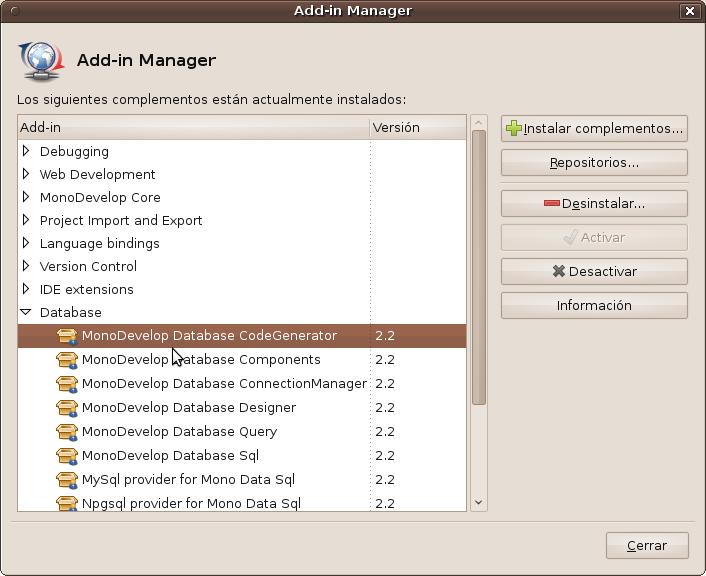 Add-in Manager
Add-in Manager
Los siguientes complementos están actualmente instalados:
Add-in Versión
Debugging
Web Development
MonoDevelop Core
Project Import and Export
Language bindings
Version Control
IDE extensions
Database
MonoDevelop Database CodeGenerator 2.2
MonoDevelop Database Components 2.2
MonoDevelop Database ConnectionManager 2.2
MonoDevelop Database Designer 2.2
MonoDevelop Database Query 2.2
MonoDevelop Database Sql 2.2
MySql provider for Mono Data Sql 2.2
Npgsql provider for Mono Data Sql 2.2
Instalar complementos...
Repositorios...
Desinstalar...
Activar
Desactivar
Información
Cerrar